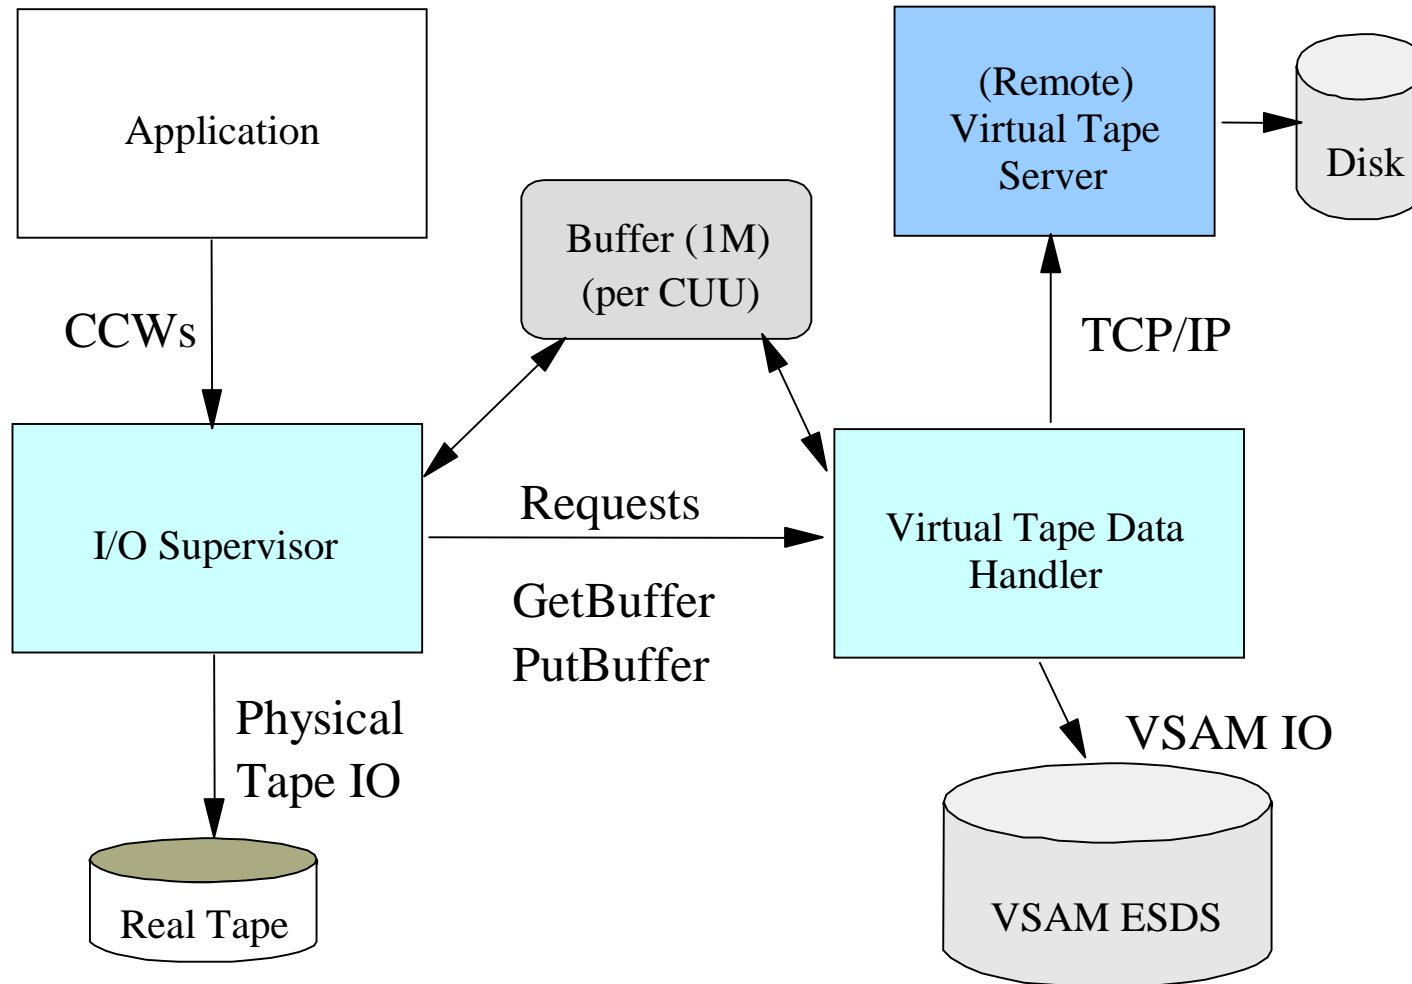 Application
(Remote)
Virtual Tape
Server
Disk
Buffer (1M)
(per CUU)
CCWs
TCP/IP
I/O Supervisor
Requests
GetBuffer
PutBuffer
Virtual Tape Data
Handler
Physical
Tape IO
VSAM IO
Real Tape
VSAM ESDS